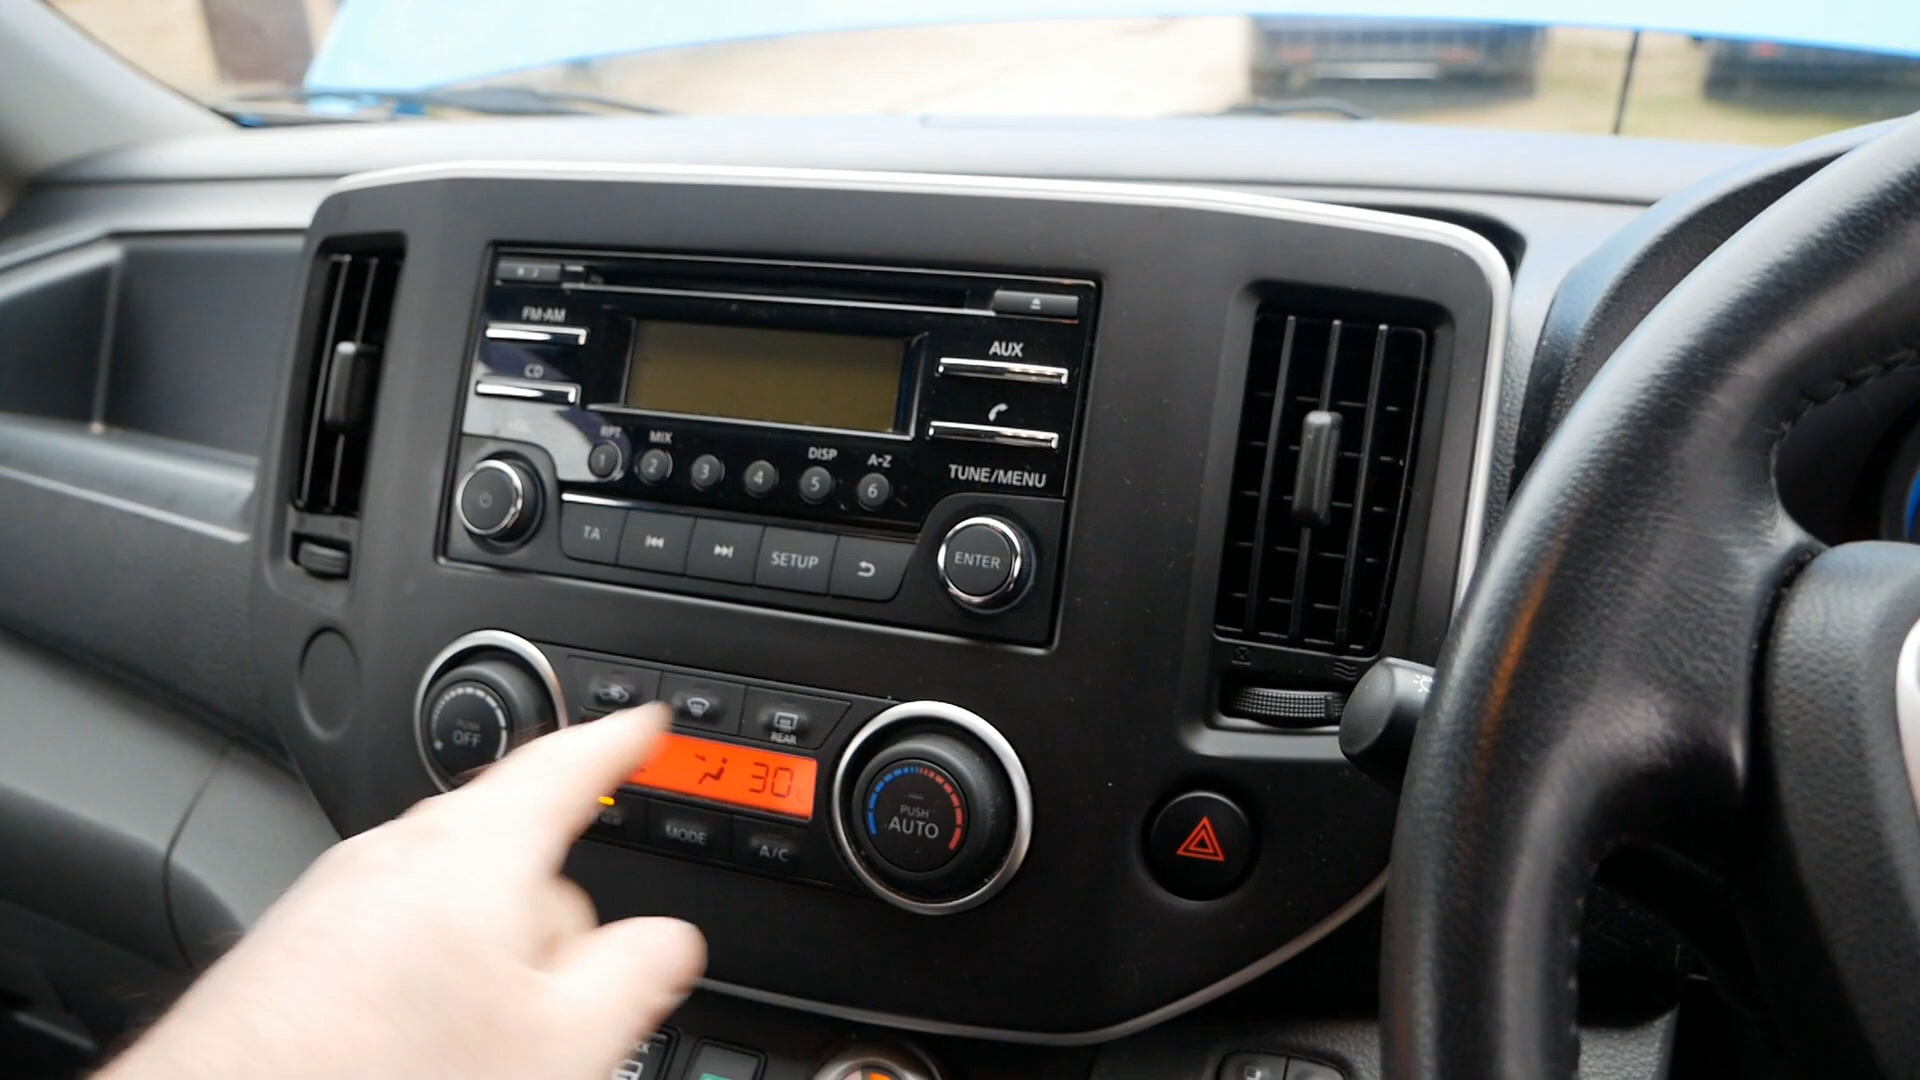 FM·AM
AUX
CD
RPT
MIX
DISP
A-Z
1
2
3
4
5
6
TUNE/MENU
TA
SETUP
ENTER
PUSH
OFF
REAR
30
MODE
A/C
PUSH
AUTO